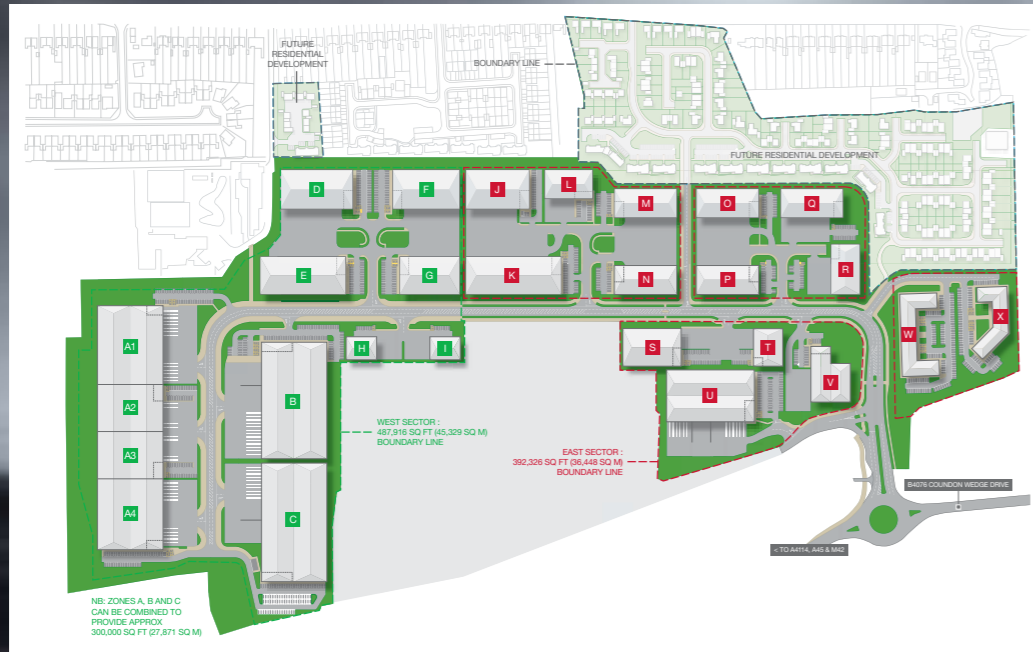 FUTURE
RESIDENTIAL
DEVELOPMENT
BOUNDARY LINE
FUTURE RESIDENTIAL DEVELOPMENT
D
F
J
L
M
O
Q
E
G
K
N
P
R
W
X
A1
A2
A3
A4
B
C
H
I
S
T
U
V
WEST SECTOR :
487,916 SQ FT (45,329 SQ M)
BOUNDARY LINE
EAST SECTOR :
392,326 SQ FT (36,448 SQ M)
BOUNDARY LINE
B4076 COUNDON WEDGE DRIVE
< TO A4114, A45 & M42
NB: ZONES A, B AND C
CAN BE COMBINED TO
PROVIDE APPROX
300,000 SQ FT (27,871 SQ M)